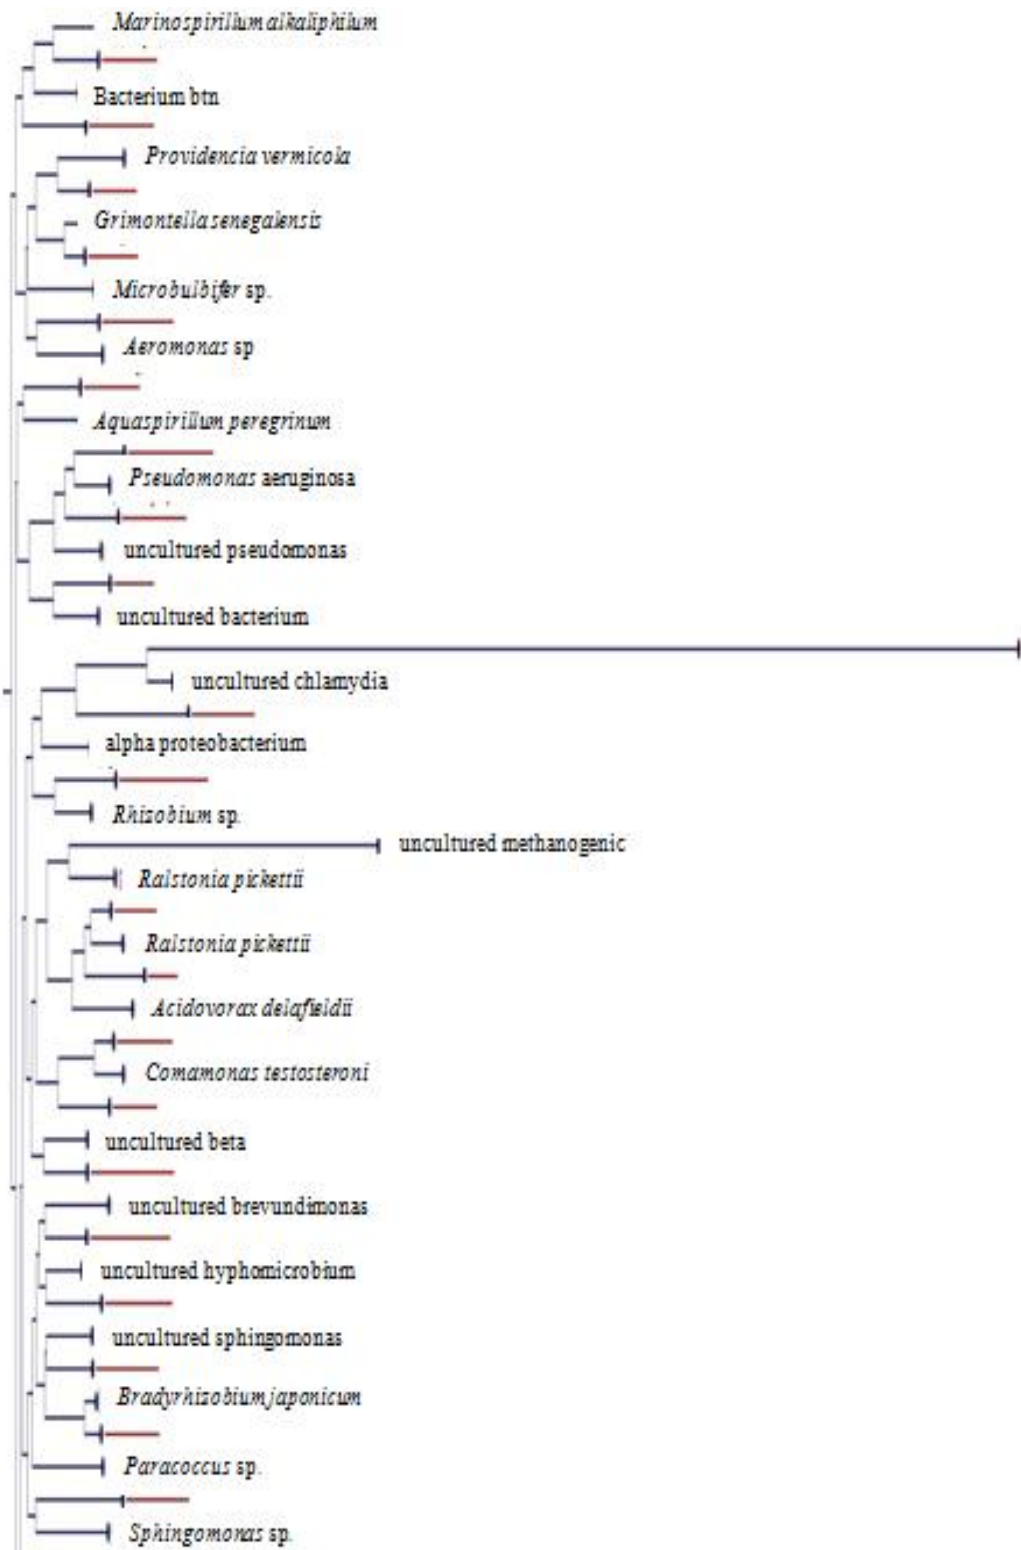 Marinospirillum alkaliphilum
Bacterium btn
Providencia vermicola
Grimontella senegalensis
Microbulbifer sp.
Aeromonas sp
Aquaspirillum peregrinum
Pseudomonas aeruginosa
uncultured pseudomonas
uncultured bacterium
uncultured chlamydia
alpha proteobacterium
Rhizobium sp.
uncultured methanogenic
Ralstonia pickettii
Ralstonia pickettii
Acidovorax delafieldii
Comamonas testosteroni
uncultured beta
uncultured brevundimonas
uncultured hyphomicrobium
uncultured sphingomonas
Bradyrhizobium japonicum
Paracoccus sp.
Sphingomonas sp.